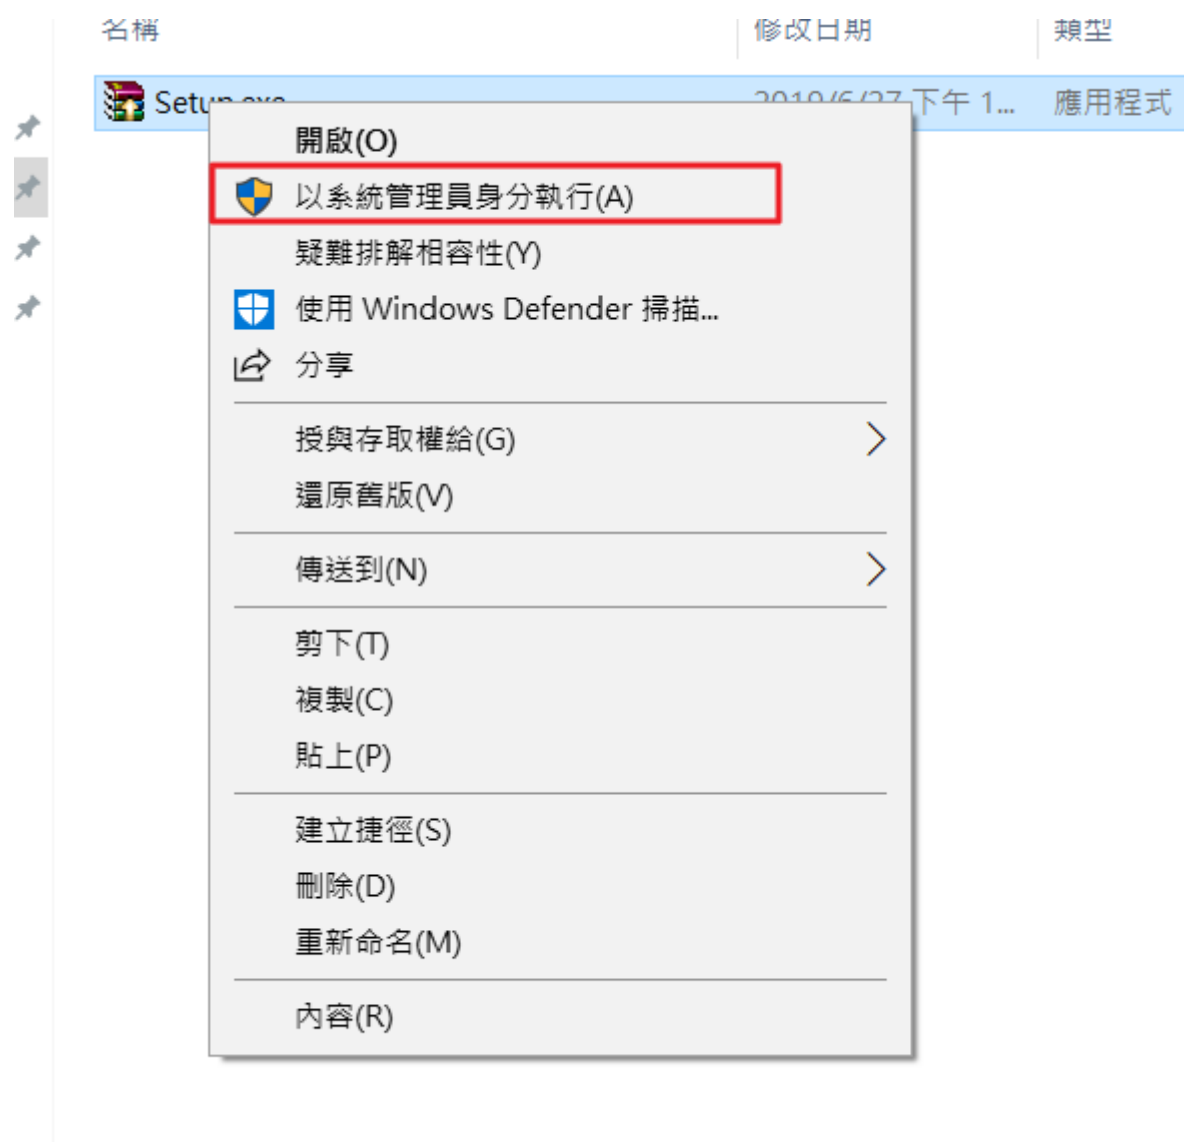 名稱 修改日期 類型
Setup.exe 2019/6/27 下午 1... 應用程式
開啟(O)
以系統管理員身分執行(A)
疑難排解相容性(Y)
使用 Windows Defender 掃描...
分享
授與存取權給(G)
還原舊版(V)
傳送到(N)
剪下(T)
複製(C)
貼上(P)
建立捷徑(S)
刪除(D)
重新命名(M)
內容(R)